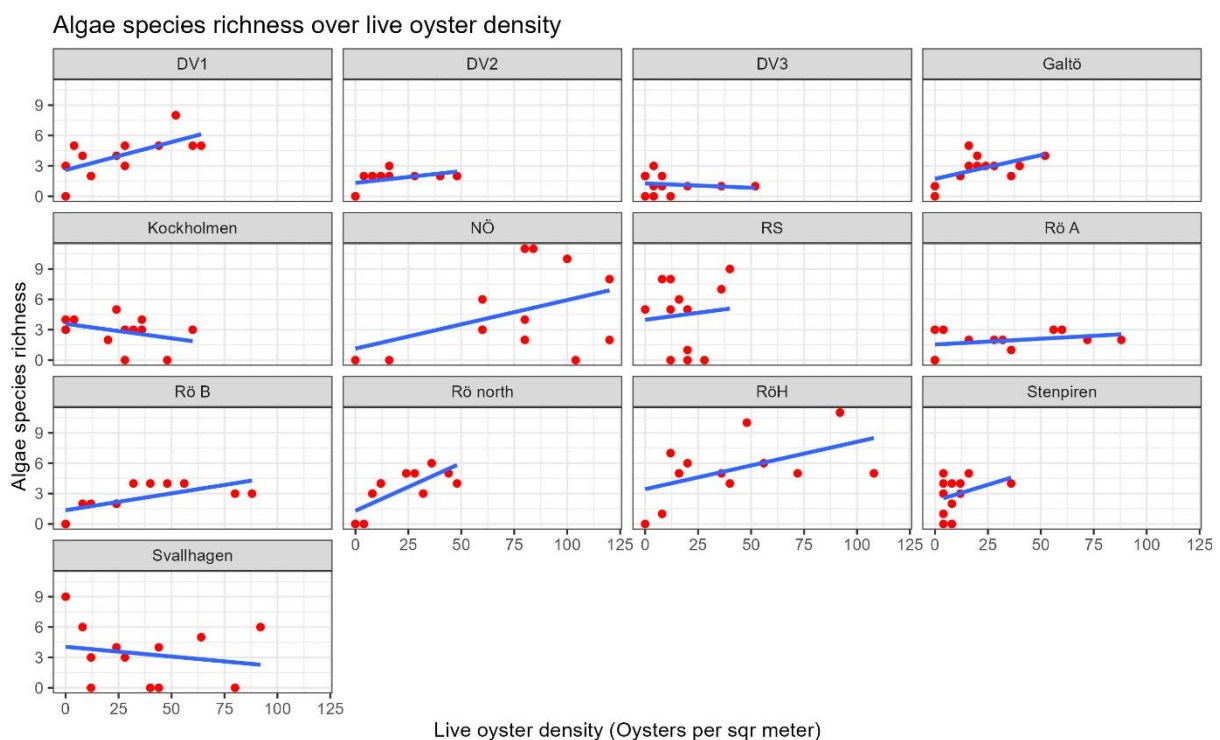 Algae species richness over live oyster density
DV1
DV2
DV3
Galtö
9
6
3
0
Kockholmen
NÖ
RS
Rö A
9
6
3
0
Rö B
Rö north
RöH
Stenpiren
9
6
3
0
0 25 50 75 100 125
0 25 50 75 100 125
0 25 50 75 100 125
Svallhagen
9
6
3
0
0 25 50 75 100 125
Algae species richness
Live oyster density (Oysters per sqr meter)